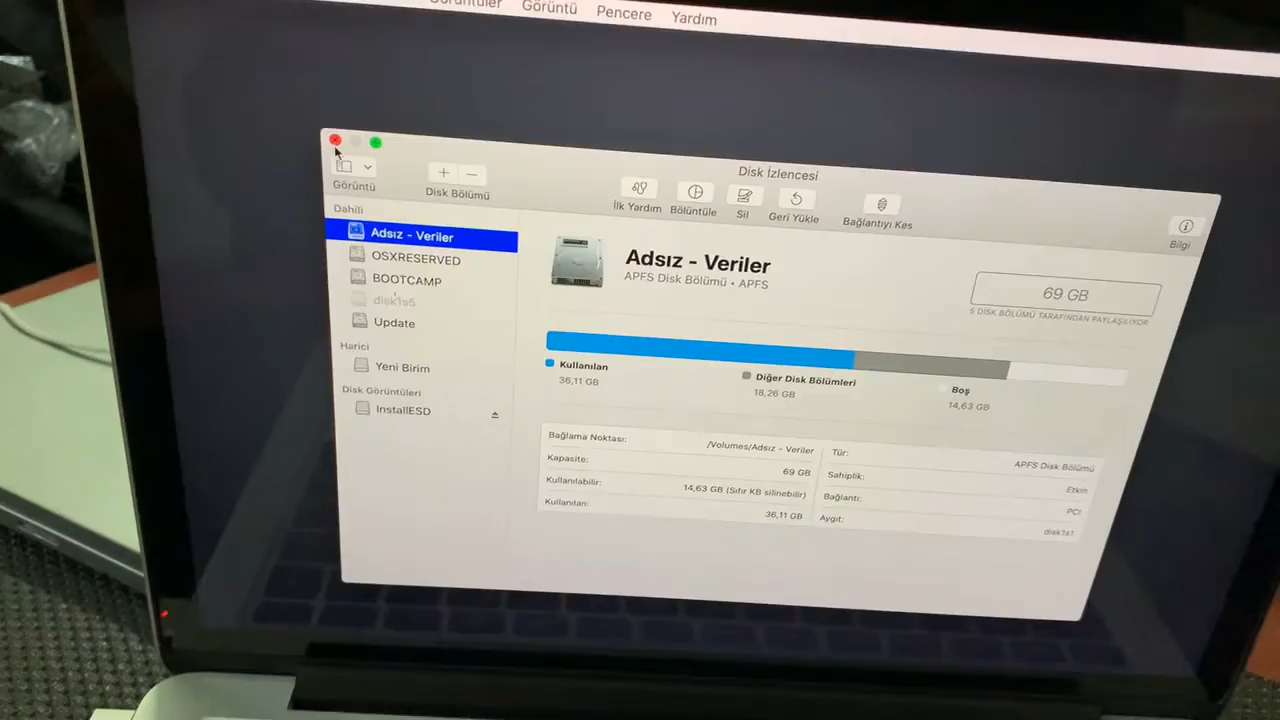 Görüntüler Görüntü Pencere Yardım
Disk İzlencesi
Görüntü
Disk Bölümü
İlk Yardım
Bölüntüle
Sil
Geri Yükle
Bağlantıyı Kes
Bilgi
Dahili
Adsız - Veriler
OSXRESERVED
BOOTCAMP
disk1s5
Update
Harici
Yeni Birim
Disk Görüntüleri
InstallESD
Adsız - Veriler
APFS Disk Bölümü • APFS
69 GB
5 DİSK BÖLÜMÜ TARAFINDAN PAYLAŞILIYOR
Kullanılan
36,11 GB
Diğer Disk Bölümleri
18,26 GB
Boş
14,63 GB
Bağlama Noktası: /Volumes/Adsız - Veriler
Kapasite: 69 GB
Kullanılabilir: 14,63 GB (Sıfır KB silinebilir)
Kullanılan: 36,11 GB
Tür: APFS Disk Bölümü
Sahiplik: Etkin
Bağlantı: PCI
Aygıt: disk1s1